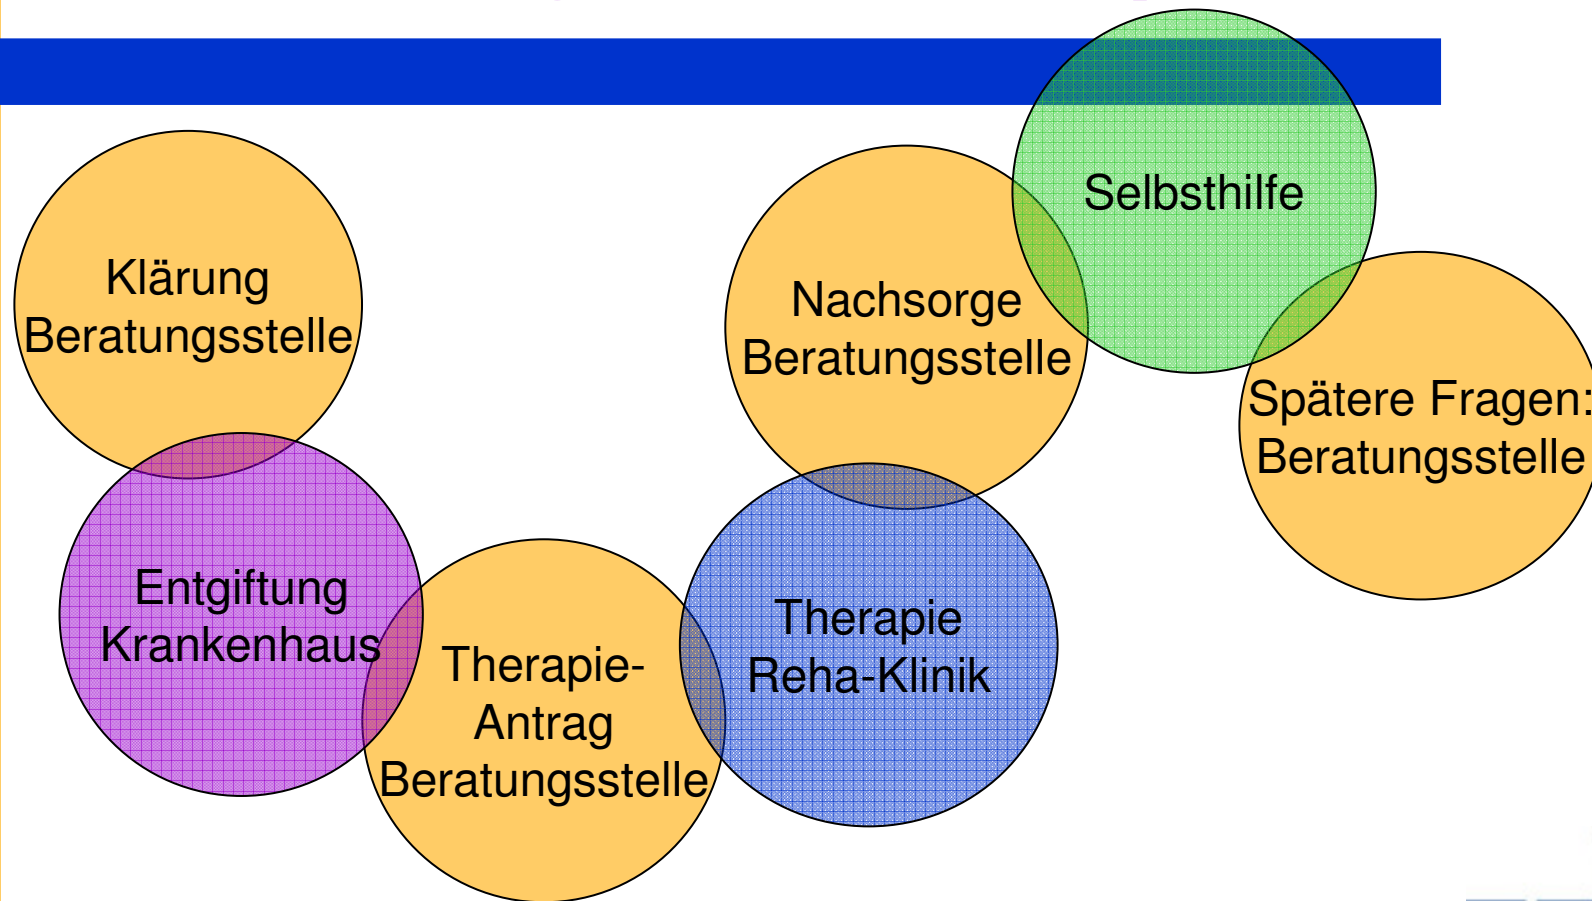 Klärung
Beratungsstelle
Entgiftung
Krankenhaus
Therapie-
Antrag
Beratungsstelle
Therapie
Reha-Klinik
Nachsorge
Beratungsstelle
Selbsthilfe
Spätere Fragen:
Beratungsstelle